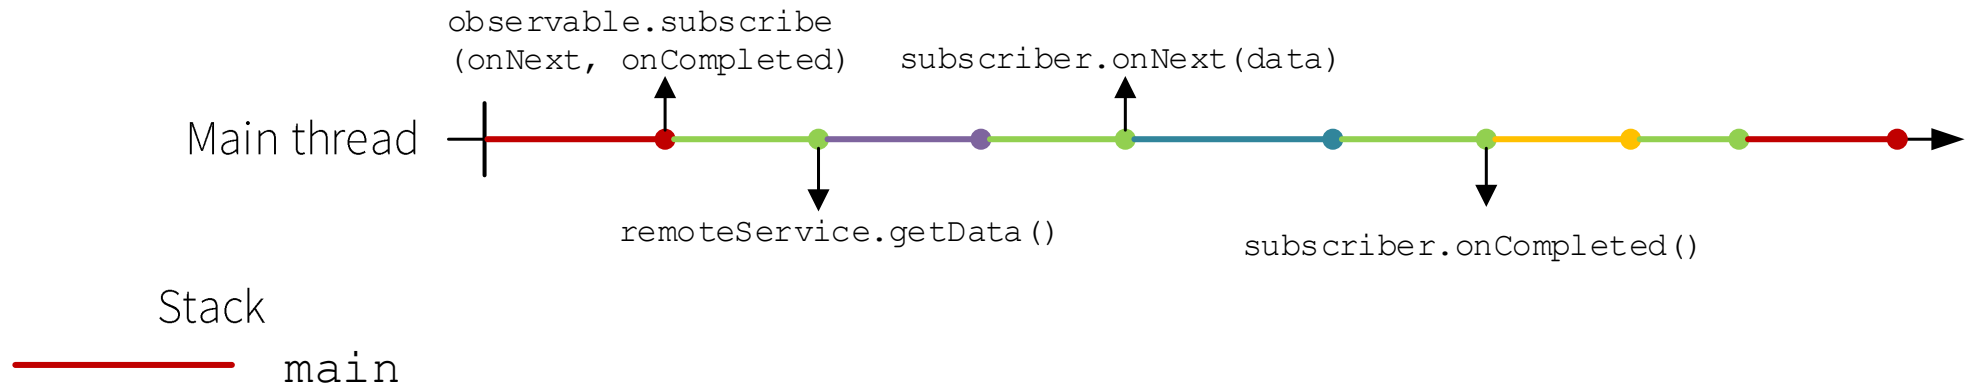 observable.subscribe
(onNext, onCompleted)
subscriber.onNext(data)
Main thread
remoteService.getData()
subscriber.onCompleted()
Stack
main